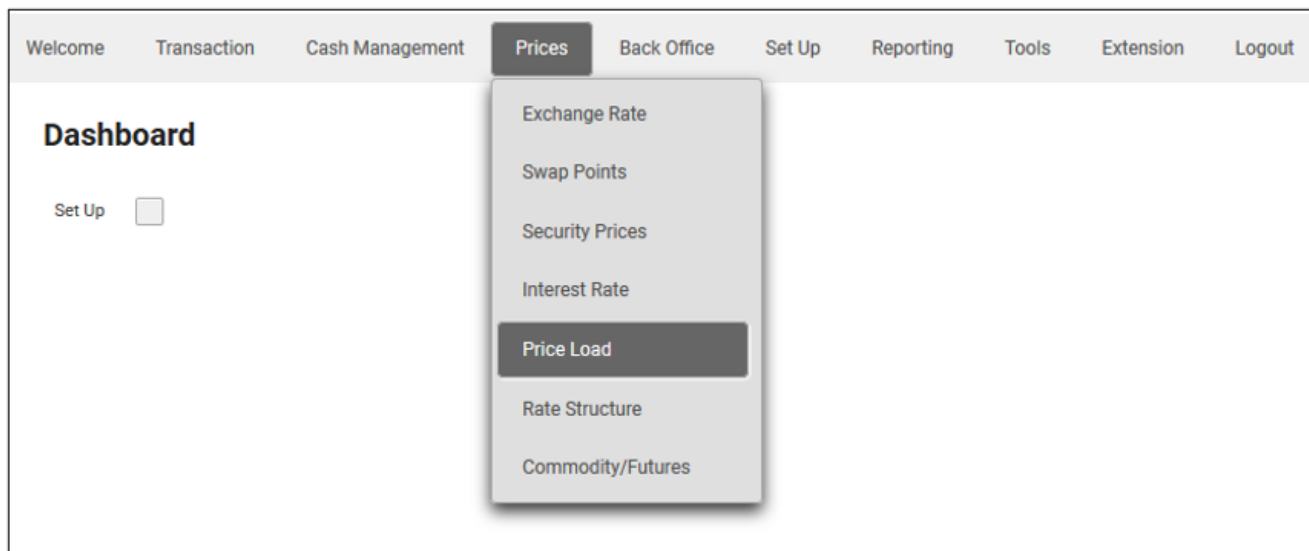 Welcome Transaction Cash Management Prices Back Office Set Up Reporting Tools Extension Logout
Dashboard
Set Up
Exchange Rate
Swap Points
Security Prices
Interest Rate
Price Load
Rate Structure
Commodity/Futures